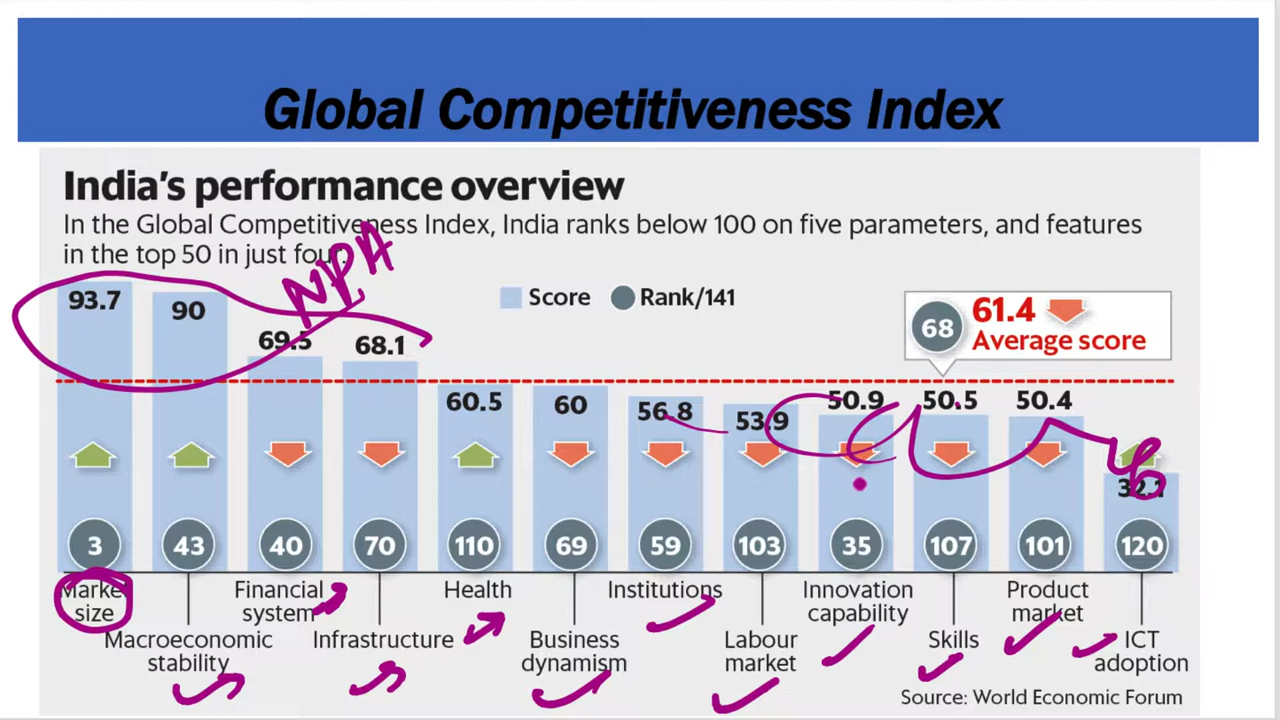 Global Competitiveness Index
India's performance overview
In the Global Competitiveness Index, India ranks below 100 on five parameters, and features
in the top 50 in just four.
NPA
Score Rank/141
68 61.4
Average score
93.7 90 69.5 68.1 60.5 60 56.8 53.9 50.9 50.5 50.4 32.1
3 43 40 70 110 69 59 103 35 107 101 120
Market size
Macroeconomic stability
Financial system
Infrastructure
Health
Business dynamism
Institutions
Labour market
Innovation capability
Skills
Product market
ICT adoption
Source: World Economic Forum